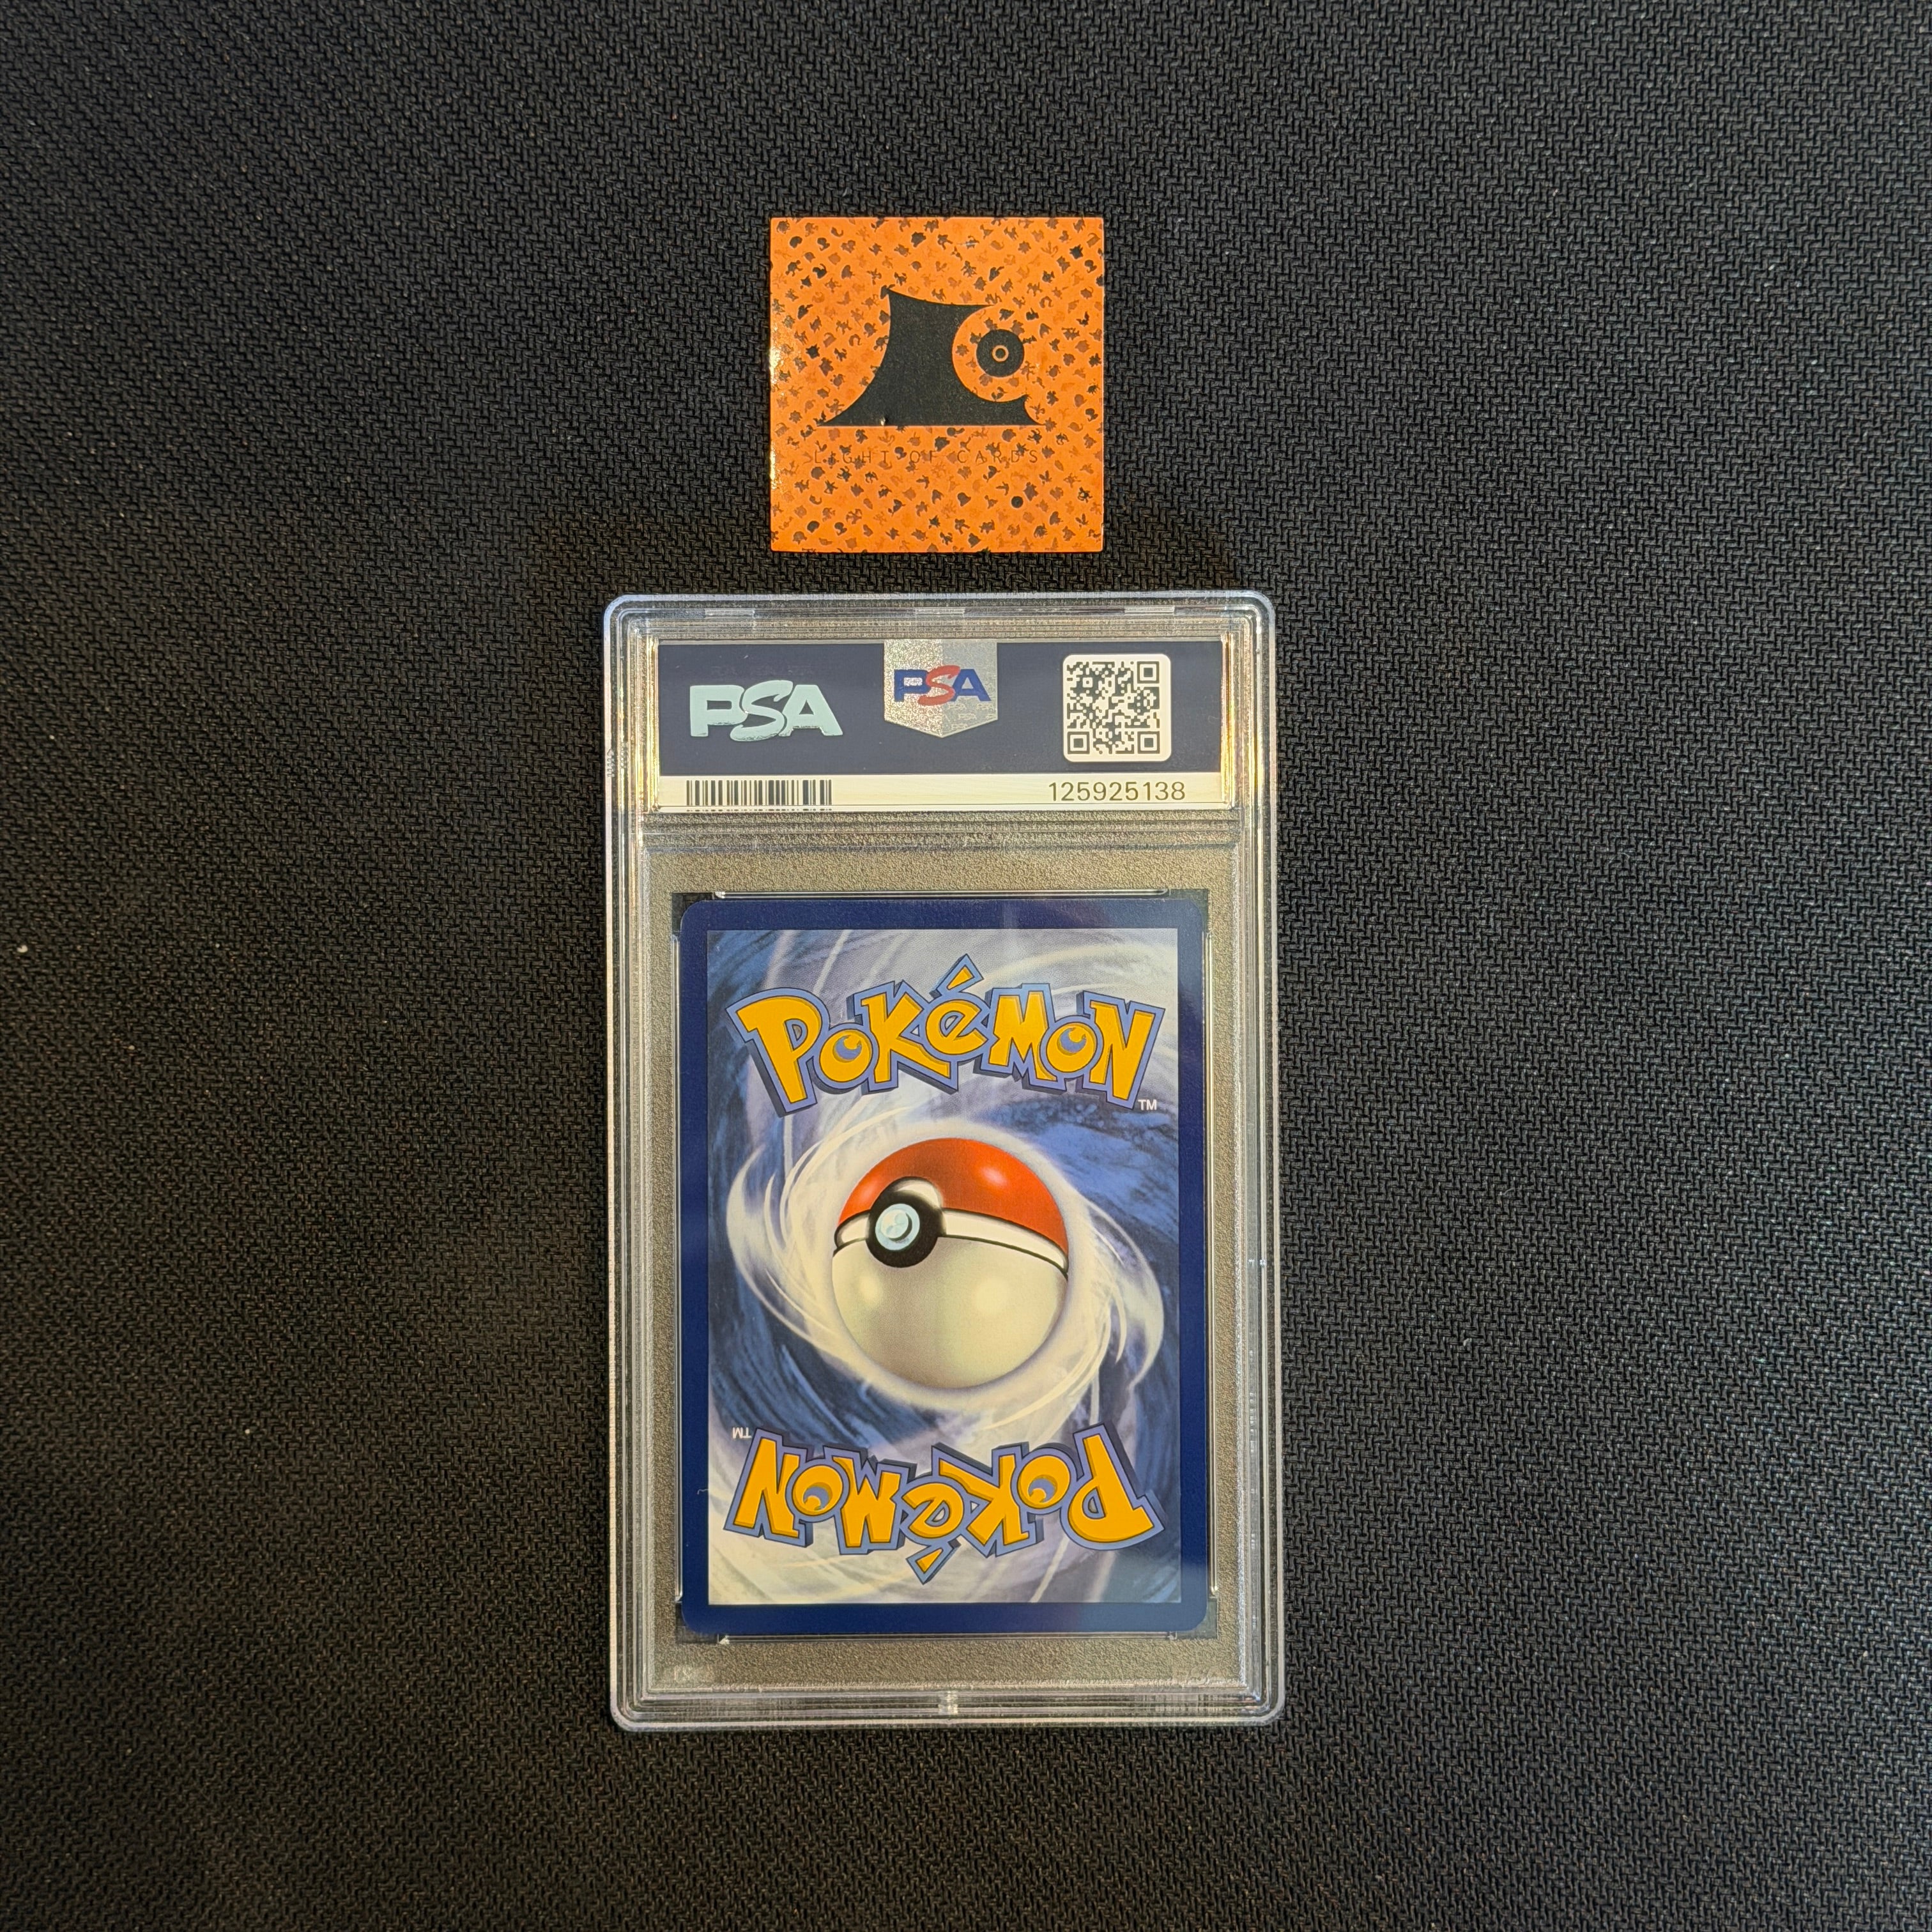 LIGHT OF CARDS
PSA
PSA
125925138
POKéMON
TM
TM
POKéMON